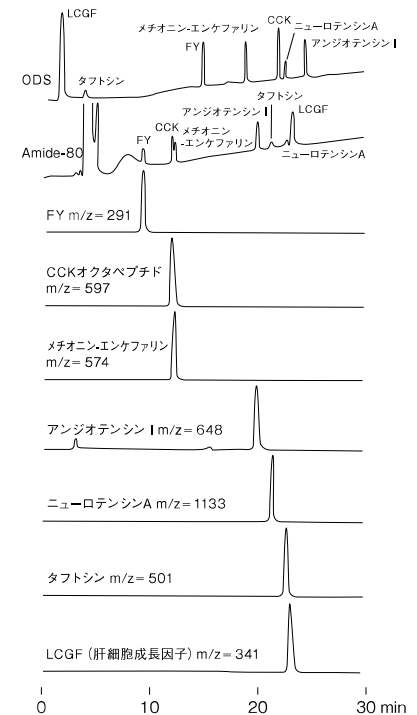 LCGF
メチオニン-エンケファリン
CCK
ニューロテンシンA
FY
アンジオテンシン I
タフトシン
ODS
アンジオテンシン I
タフトシン
LCGF
CCK
メチオニン
-エンケファリン
FY
ニューロテンシンA
Amide-80
FY m/z=291
CCKオクタペプチド
m/z= 597
メチオニン-エンケファリン
m/z= 574
アンジオテンシン I m/z= 648
ニューロテンシンA m/z=1133
タフトシン m/z=501
LCGF (肝細胞成長因子) m/z=341
0 10 20 30 min